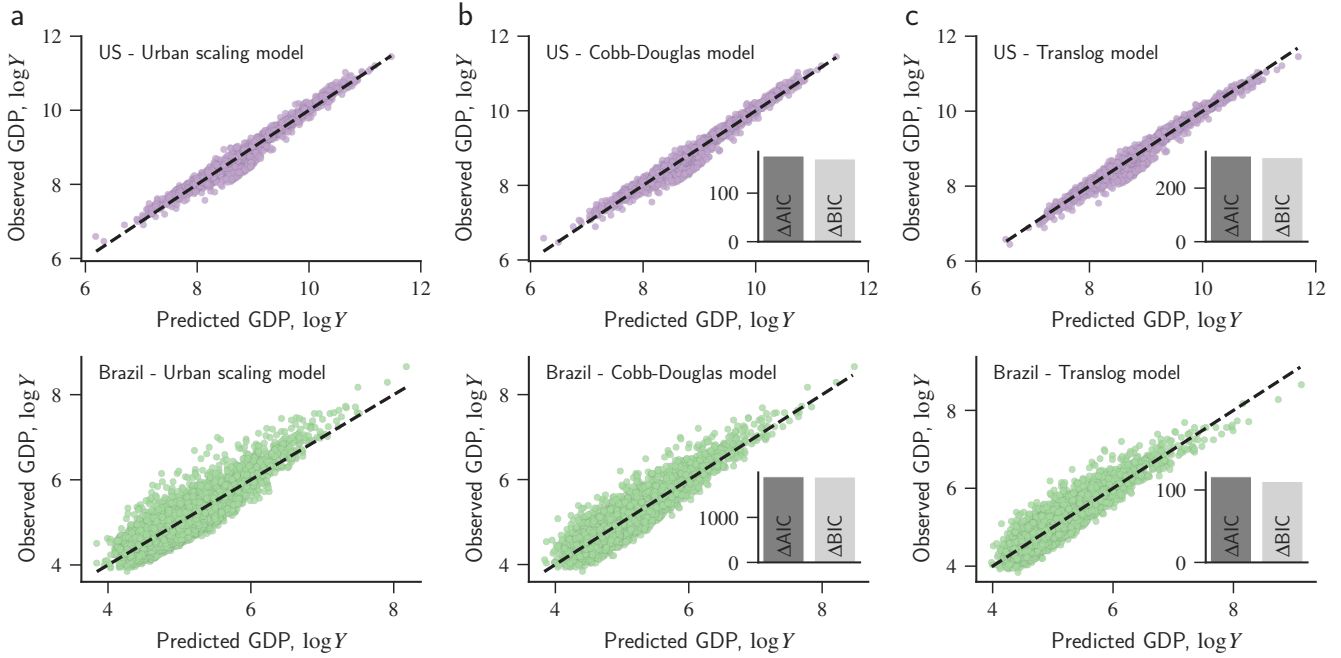 a
US - Urban scaling model
Observed GDP, log Y
12
10
8
6
6
8
10
12
Predicted GDP, log Y
b
US - Cobb-Douglas model
Observed GDP, log Y
12
10
8
6
100
0
ΔAIC
ΔBIC
6
8
10
12
Predicted GDP, log Y
c
US - Translog model
Observed GDP, log Y
12
10
8
6
200
0
ΔAIC
ΔBIC
6
8
10
12
Predicted GDP, log Y
Brazil - Urban scaling model
Observed GDP, log Y
8
6
4
4
6
8
Predicted GDP, log Y
Brazil - Cobb-Douglas model
Observed GDP, log Y
8
6
4
1000
0
ΔAIC
ΔBIC
4
6
8
Predicted GDP, log Y
Brazil - Translog model
Observed GDP, log Y
8
6
4
100
0
ΔAIC
ΔBIC
4
6
8
Predicted GDP, log Y